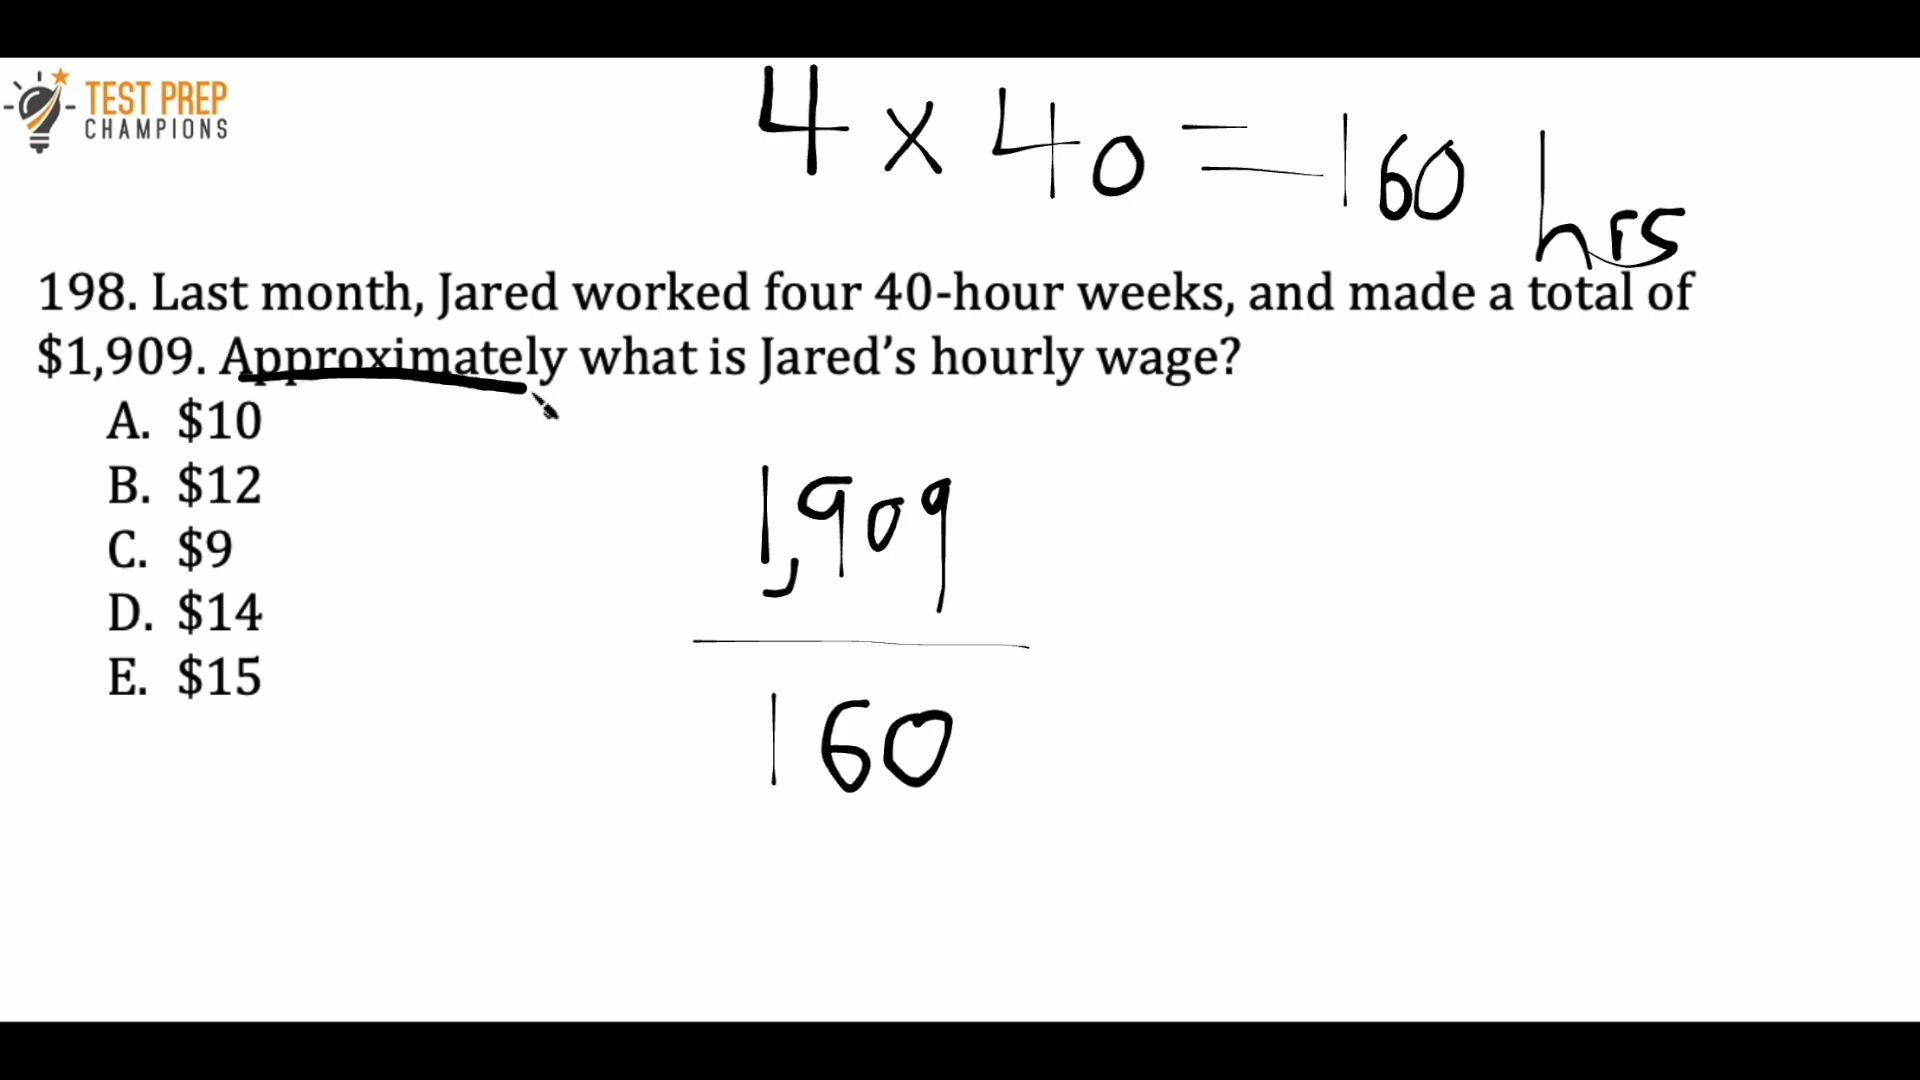 TEST PREP
CHAMPIONS
4 × 40 = 160 hrs
198. Last month, Jared worked four 40-hour weeks, and made a total of
$1,909. Approximately what is Jared’s hourly wage?
A. $10
B. $12
C. $9
D. $14
E. $15
1,909
160